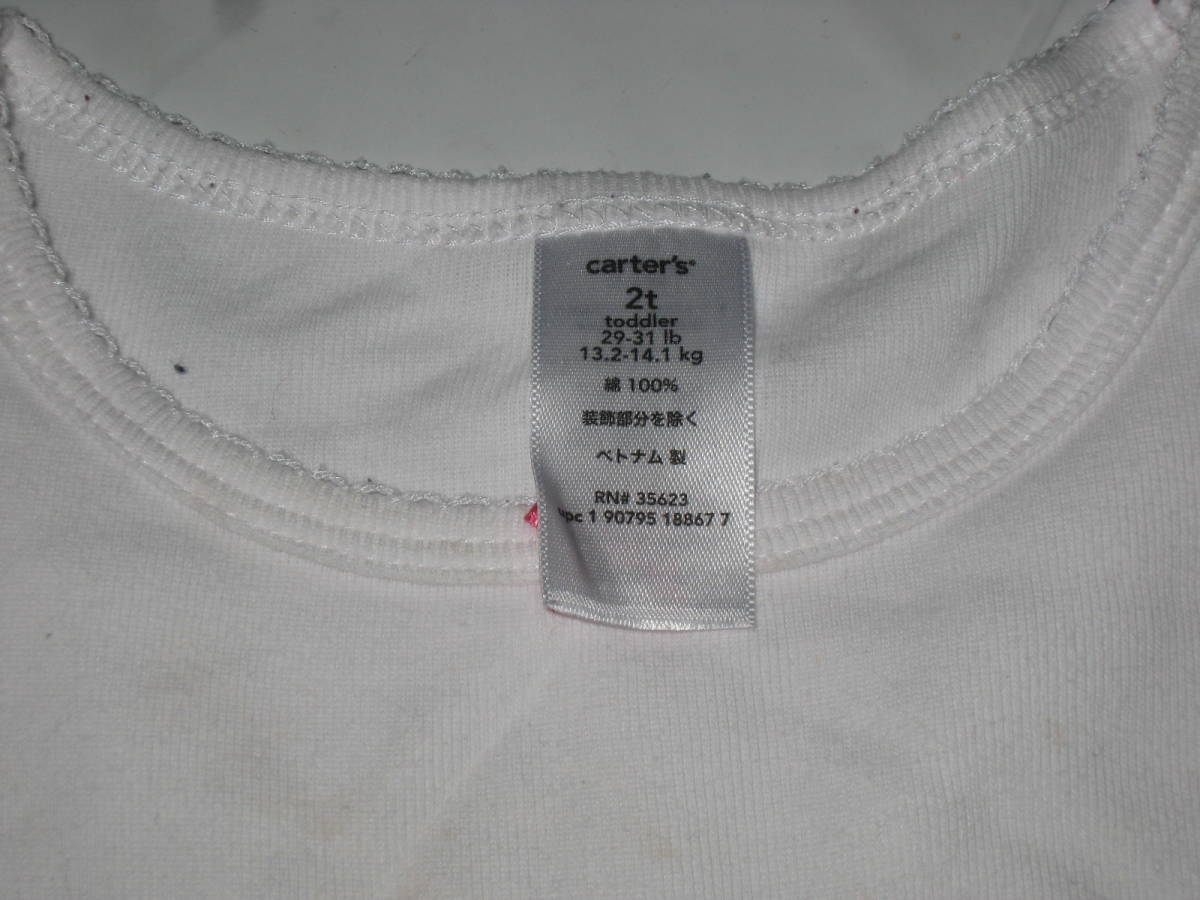 carter's®
2t
toddler
29-31 lb
13.2-14.1 kg
綿 100%
装飾部分を除く
ベトナム 製
RN# 35623
upc 1 90795 18867 7